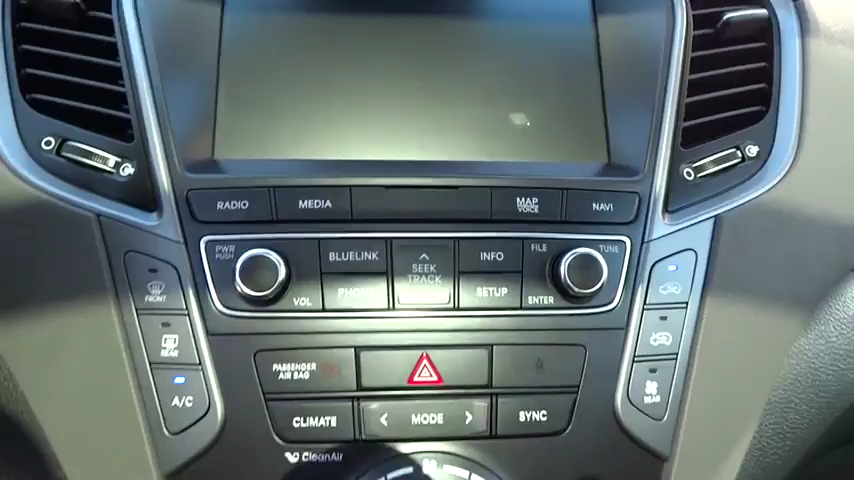 RADIO
MEDIA
MAP
VOICE
NAVI
PWR
PUSH
VOL
BLUELINK
PHONE
SEEK
TRACK
INFO
SETUP
FILE
TUNE
ENTER
FRONT
REAR
A/C
REAR
PASSENGER
AIR BAG
CLIMATE
MODE
SYNC
CleanAir